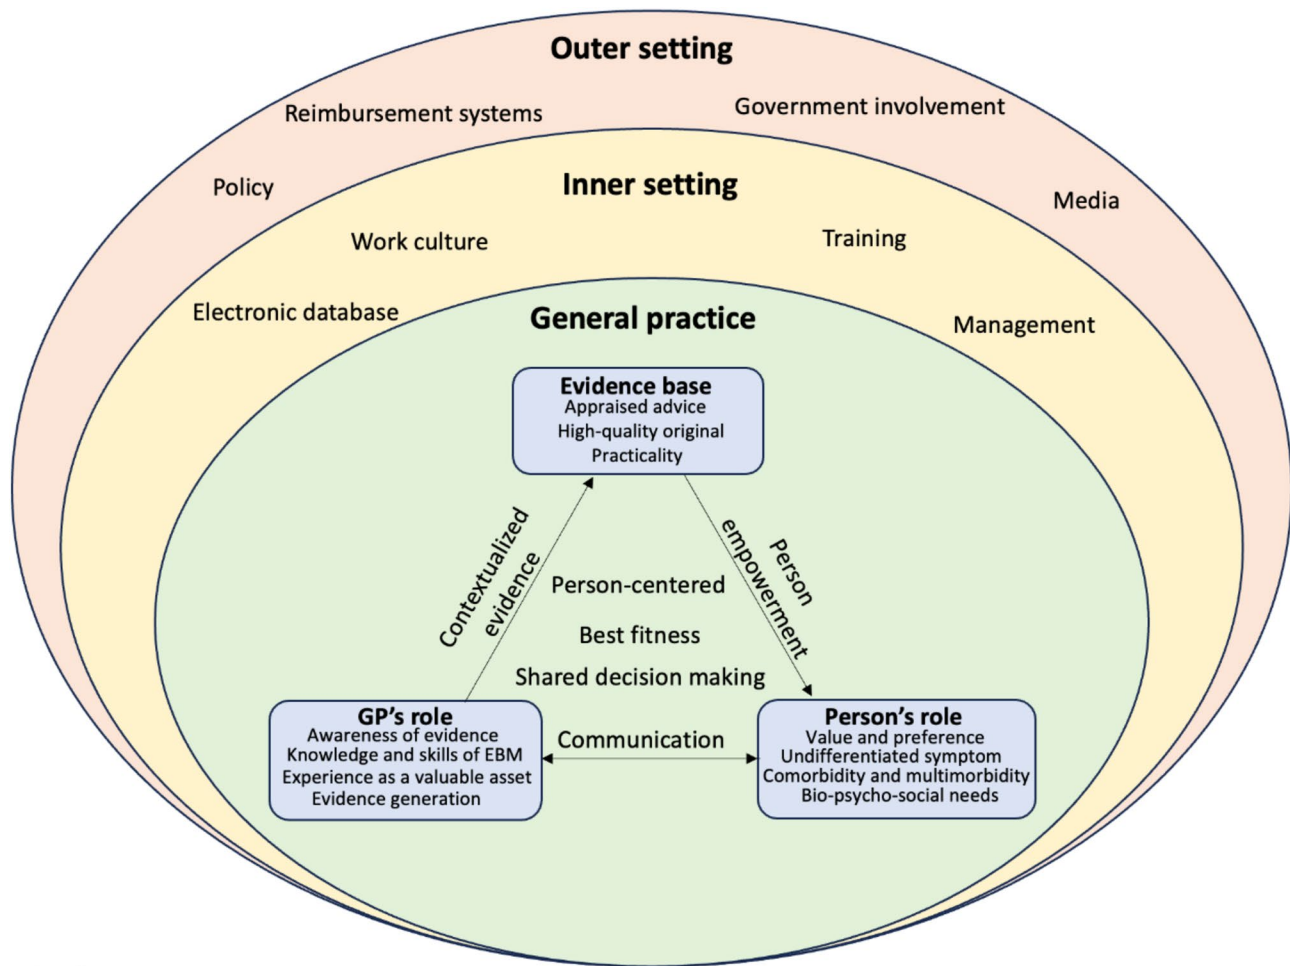 Outer setting
Reimbursement systems
Government involvement
Policy
Media
Inner setting
Work culture
Training
Electronic database
Management
General practice
Evidence base
Appraised advice
High-quality original
Practicality
Contextualized
evidence
Person
empowerment
Person-centered
Best fitness
Shared decision making
GP's role
Awareness of evidence
Knowledge and skills of EBM
Experience as a valuable asset
Evidence generation
Communication
Person's role
Value and preference
Undifferentiated symptom
Comorbidity and multimorbidity
Bio-psycho-social needs